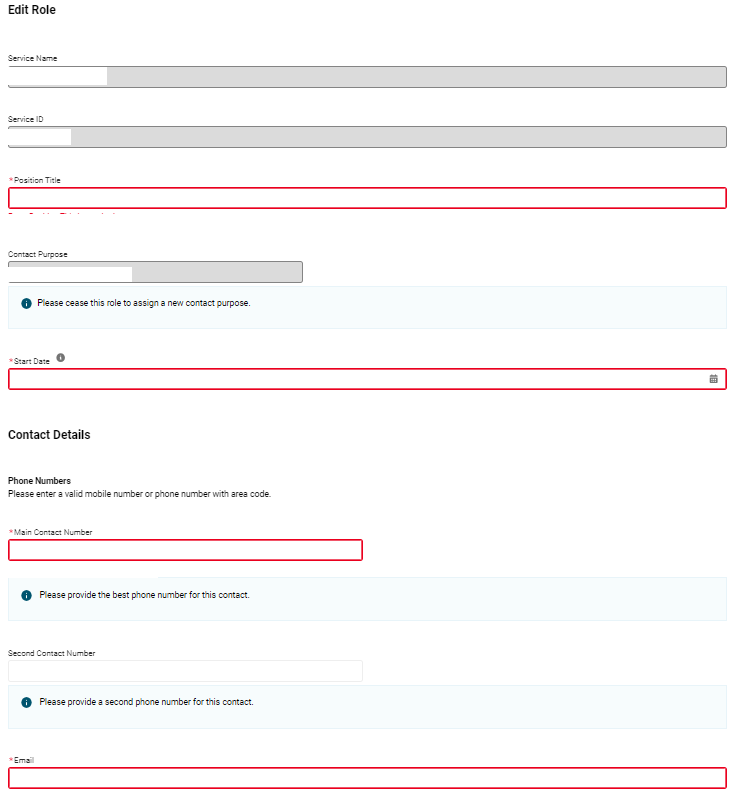 Edit Role
Service Name
Service ID
*Position Title
Contact Purpose
Please cease this role to assign a new contact purpose.
*Start Date
Contact Details
Phone Numbers
Please enter a valid mobile number or phone number with area code.
*Main Contact Number
Please provide the best phone number for this contact.
Second Contact Number
Please provide a second phone number for this contact.
*Email